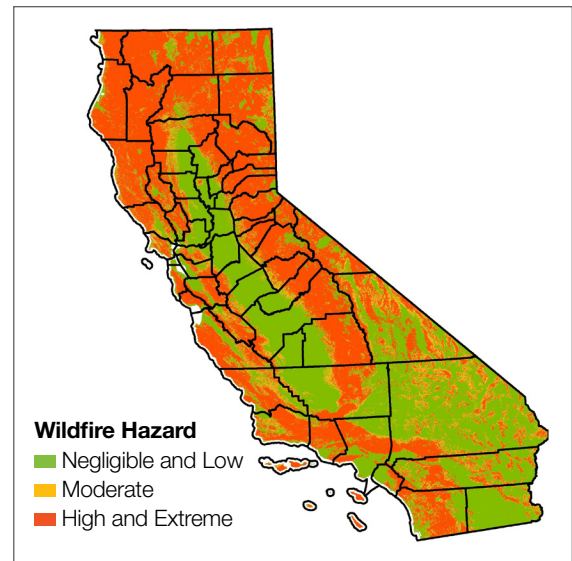 Wildfire Hazard
Negligible and Low
Moderate
High and Extreme